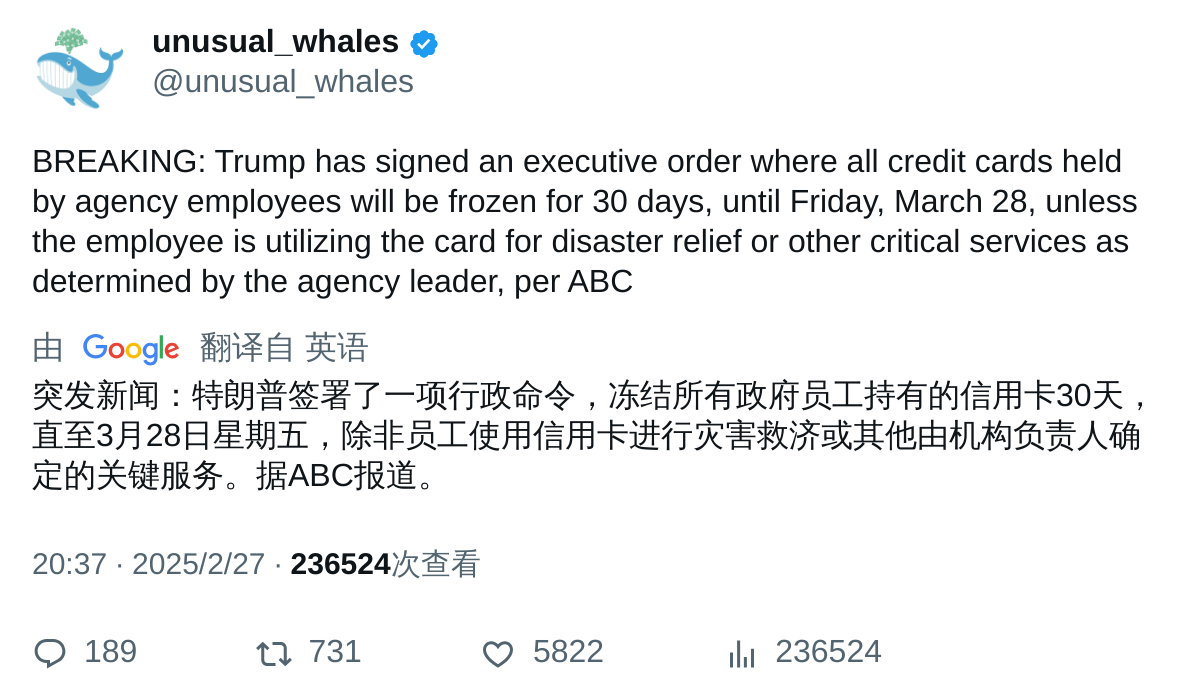 unusual_whales
@unusual_whales
BREAKING: Trump has signed an executive order where all credit cards held
by agency employees will be frozen for 30 days, until Friday, March 28, unless
the employee is utilizing the card for disaster relief or other critical services as
determined by the agency leader, per ABC
由 Google 翻译自 英语
突发新闻：特朗普签署了一项行政命令，冻结所有政府员工持有的信用卡30天，
直至3月28日星期五，除非员工使用信用卡进行灾害救济或其他由机构负责人确
定的关键服务。据ABC报道。
20:37 · 2025/2/27 · 236524次查看
189 731 5822 236524